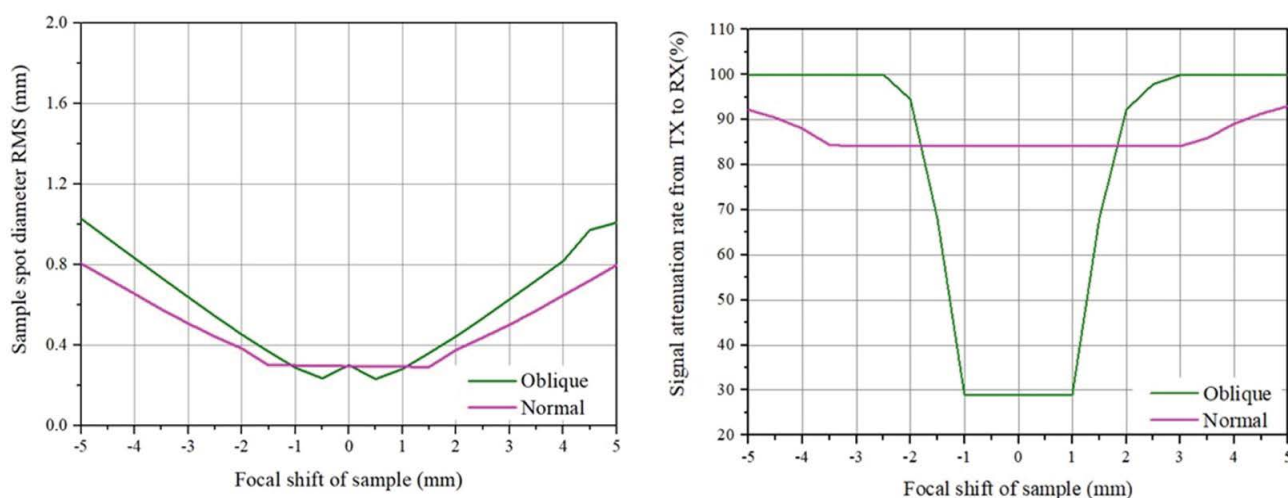 Sample spot diameter RMS (mm)
2.0
1.6
1.2
0.8
0.4
0.0
-5 -4 -3 -2 -1 0 1 2 3 4 5
Focal shift of sample (mm)
Oblique
Normal
Signal attenuation rate from TX to RX(%)
110
100
90
80
70
60
50
40
30
20
-5 -4 -3 -2 -1 0 1 2 3 4 5
Focal shift of sample (mm)
Oblique
Normal